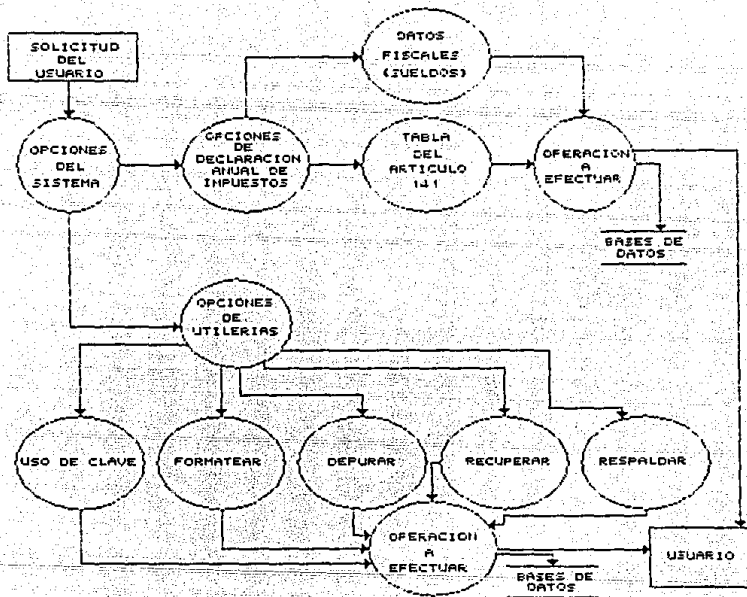 SOLICITUD
DEL
USUARIO
DATOS
FISCALES
(SUELDOS)
OPCIONES
DEL
SISTEMA
OPCIONES
DE
DECLARACION
ANUAL DE
IMPUESTOS
TABLA
DEL
ARTICULO
141
OPERACION
A
EFECTUAR
BASES DE
DATOS
OPCIONES
DE
UTILERIAS
USO DE CLAVE
FORMATEAR
DEPURAR
RECUPERAR
RESPALDAR
OPERACION
A
EFECTUAR
BASES DE
DATOS
USUARIO